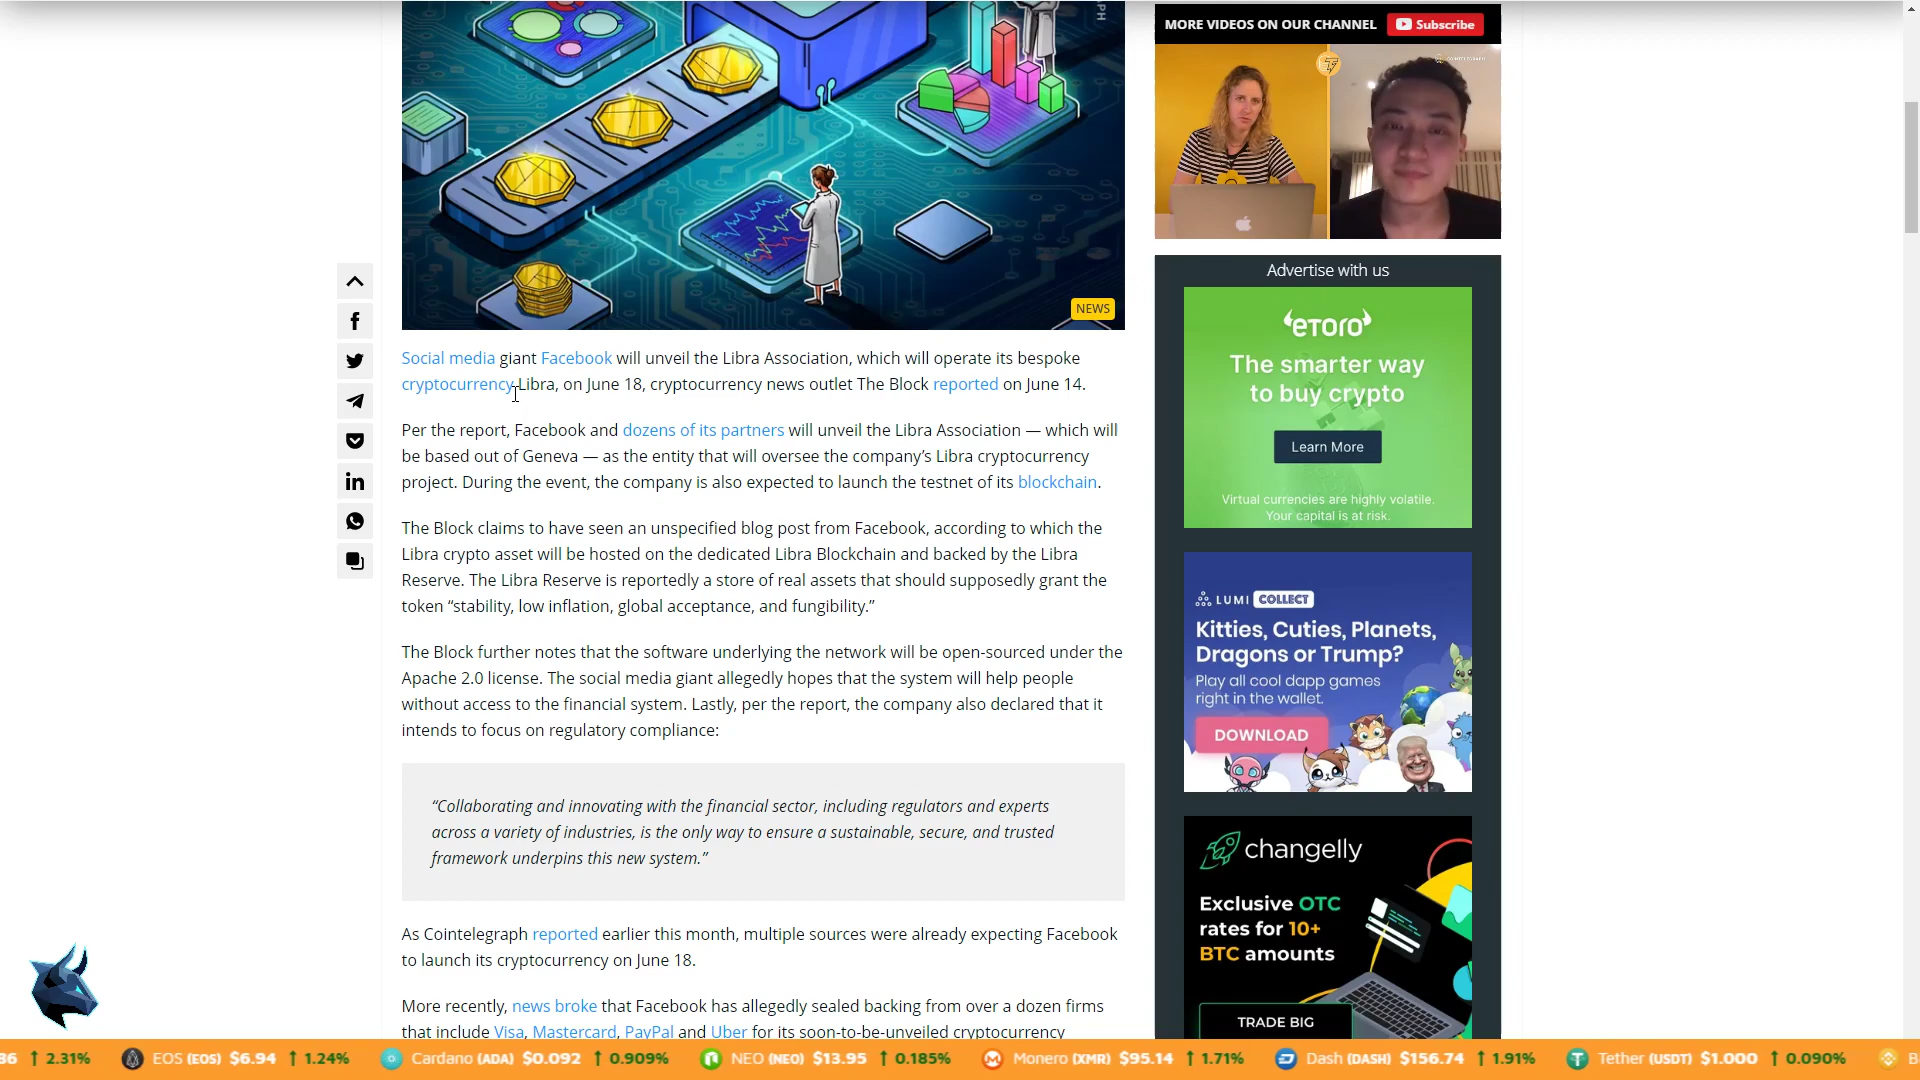 MORE VIDEOS ON OUR CHANNEL Subscribe
NEWS
Social media giant Facebook will unveil the Libra Association, which will operate its bespoke
cryptocurrency Libra, on June 18, cryptocurrency news outlet The Block reported on June 14.
Per the report, Facebook and dozens of its partners will unveil the Libra Association — which will
be based out of Geneva — as the entity that will oversee the company’s Libra cryptocurrency
project. During the event, the company is also expected to launch the testnet of its blockchain.
The Block claims to have seen an unspecified blog post from Facebook, according to which the
Libra crypto asset will be hosted on the dedicated Libra Blockchain and backed by the Libra
Reserve. The Libra Reserve is reportedly a store of real assets that should supposedly grant the
token “stability, low inflation, global acceptance, and fungibility.”
The Block further notes that the software underlying the network will be open-sourced under the
Apache 2.0 license. The social media giant allegedly hopes that the system will help people
without access to the financial system. Lastly, per the report, the company also declared that it
intends to focus on regulatory compliance:
“Collaborating and innovating with the financial sector, including regulators and experts
across a variety of industries, is the only way to ensure a sustainable, secure, and trusted
framework underpins this new system.”
As Cointelegraph reported earlier this month, multiple sources were already expecting Facebook
to launch its cryptocurrency on June 18.
More recently, news broke that Facebook has allegedly sealed backing from over a dozen firms
that include Visa, Mastercard, PayPal and Uber for its soon-to-be-unveiled cryptocurrency
Advertise with us
eToro
The smarter way
to buy crypto
Learn More
Virtual currencies are highly volatile.
Your capital is at risk.
LUMI COLLECT
Kitties, Cuties, Planets,
Dragons or Trump?
Play all cool dapp games
right in the wallet.
DOWNLOAD
changelly
Exclusive OTC
rates for 10+
BTC amounts
TRADE BIG
86 ↑ 2.31% EOS (EOS) $6.94 ↑ 1.24% Cardano (ADA) $0.092 ↑ 0.909% NEO (NEO) $13.95 ↑ 0.185% Monero (XMR) $95.14 ↑ 1.71% Dash (DASH) $156.74 ↑ 1.91% Tether (USDT) $1.000 ↑ 0.090% B